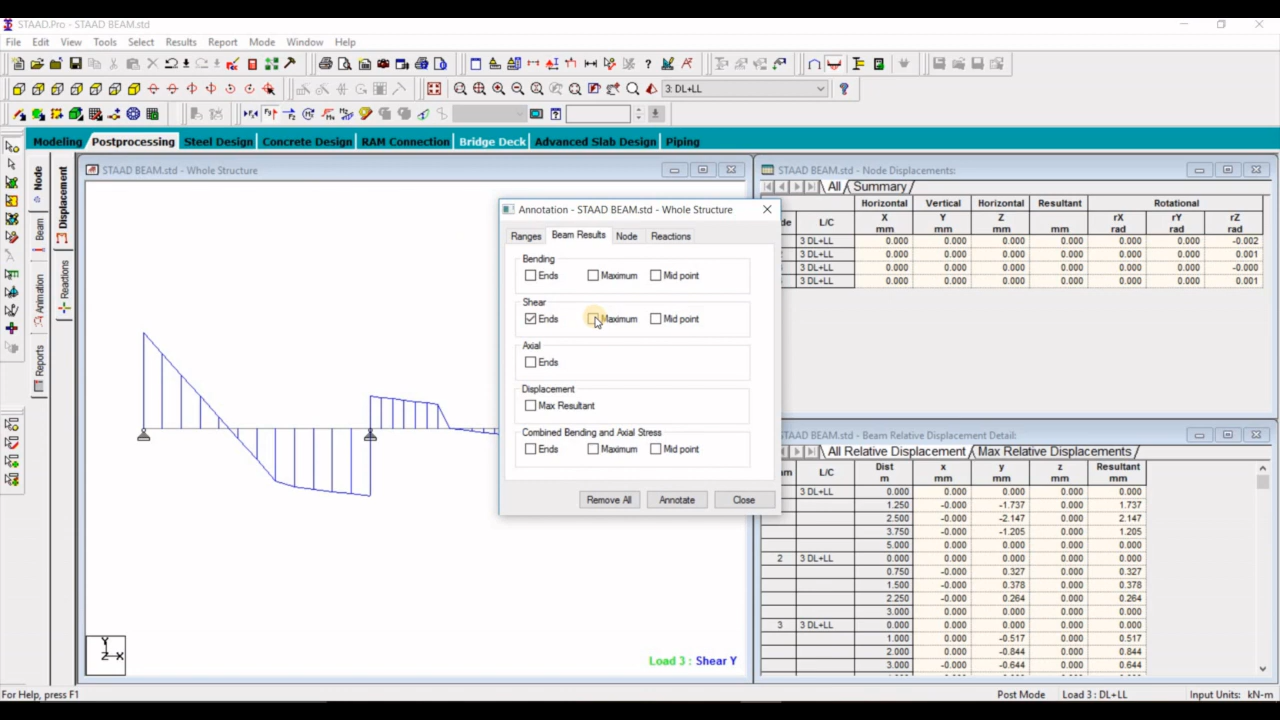 STAAD.Pro - STAAD BEAM.std
File Edit View Tools Select Results Report Mode Window Help
3: DL+LL
Modeling Postprocessing Steel Design Concrete Design RAM Connection Bridge Deck Advanced Slab Design Piping
Node
Beam
Animation
Reports
Displacement
Reactions
STAAD BEAM.std - Whole Structure
Load 3 : Shear Y
Y
Z X
Annotation - STAAD BEAM.std - Whole Structure
Ranges Beam Results Node Reactions
Bending
Ends Maximum Mid point
Shear
Ends Maximum Mid point
Axial
Ends
Displacement
Max Resultant
Combined Bending and Axial Stress
Ends Maximum Mid point
Remove All Annotate Close
STAAD BEAM.std - Node Displacements:
All Summary
Horizontal Vertical Horizontal Resultant Rotational
de L/C X mm Y mm Z mm mm rX rad rY rad rZ rad
3 DL+LL 0.000 0.000 0.000 0.000 0.000 0.000 -0.002
3 DL+LL 0.000 0.000 0.000 0.000 0.000 0.000 0.001
3 DL+LL 0.000 0.000 0.000 0.000 0.000 0.000 -0.000
3 DL+LL 0.000 0.000 0.000 0.000 0.000 0.000 0.001
TAAD BEAM.std - Beam Relative Displacement Detail:
All Relative Displacement Max Relative Displacements
am L/C Dist m x mm y mm z mm Resultant mm
3 DL+LL 0.000 0.000 0.000 0.000 0.000
1.250 -0.000 -1.737 0.000 1.737
2.500 -0.000 -2.147 0.000 2.147
3.750 -0.000 -1.205 0.000 1.205
5.000 0.000 0.000 0.000 0.000
2 3 DL+LL 0.000 0.000 0.000 0.000 0.000
0.750 -0.000 0.327 0.000 0.327
1.500 -0.000 0.378 0.000 0.378
2.250 -0.000 0.264 0.000 0.264
3.000 0.000 0.000 0.000 0.000
3 3 DL+LL 0.000 0.000 0.000 0.000 0.000
1.000 0.000 -0.517 0.000 0.517
2.000 0.000 -0.844 0.000 0.844
3.000 -0.000 -0.644 0.000 0.644
For Help, press F1
Post Mode Load 3 : DL+LL Input Units: kN-m